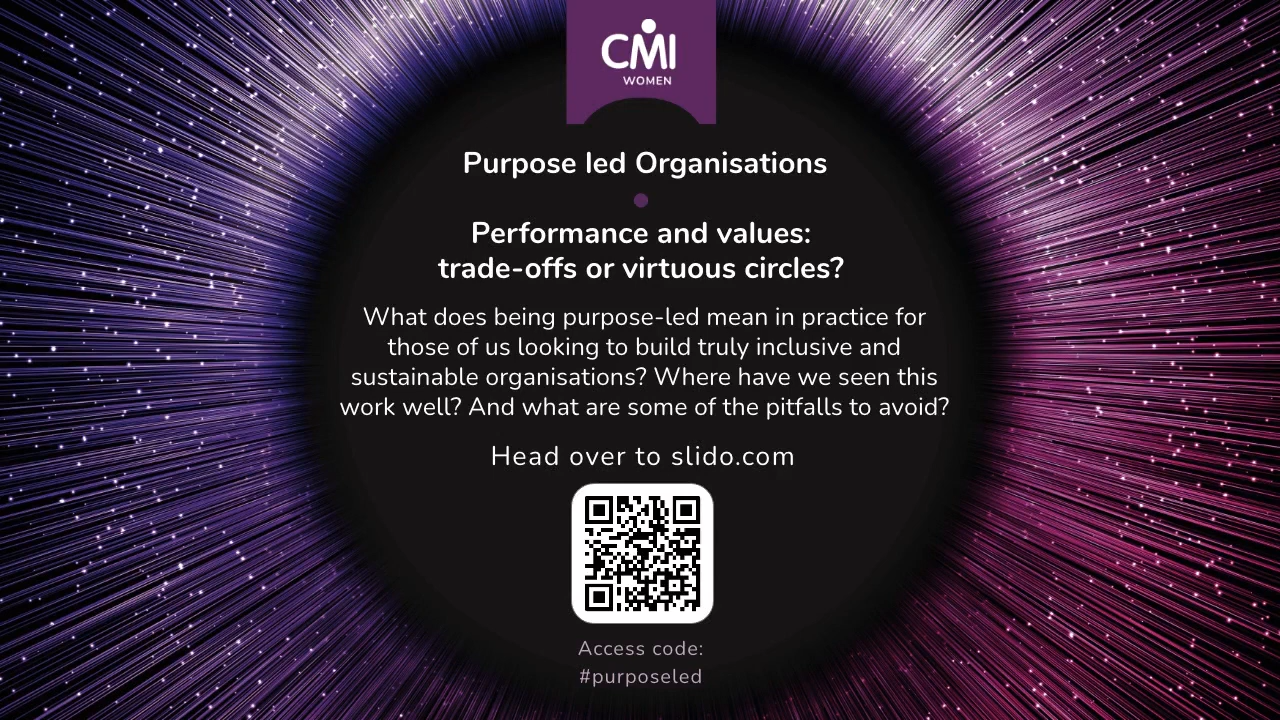 CMI
WOMEN
Purpose led Organisations
Performance and values:
trade-offs or virtuous circles?
What does being purpose-led mean in practice for
those of us looking to build truly inclusive and
sustainable organisations? Where have we seen this
work well? And what are some of the pitfalls to avoid?
Head over to slido.com
Access code:
#purposeled